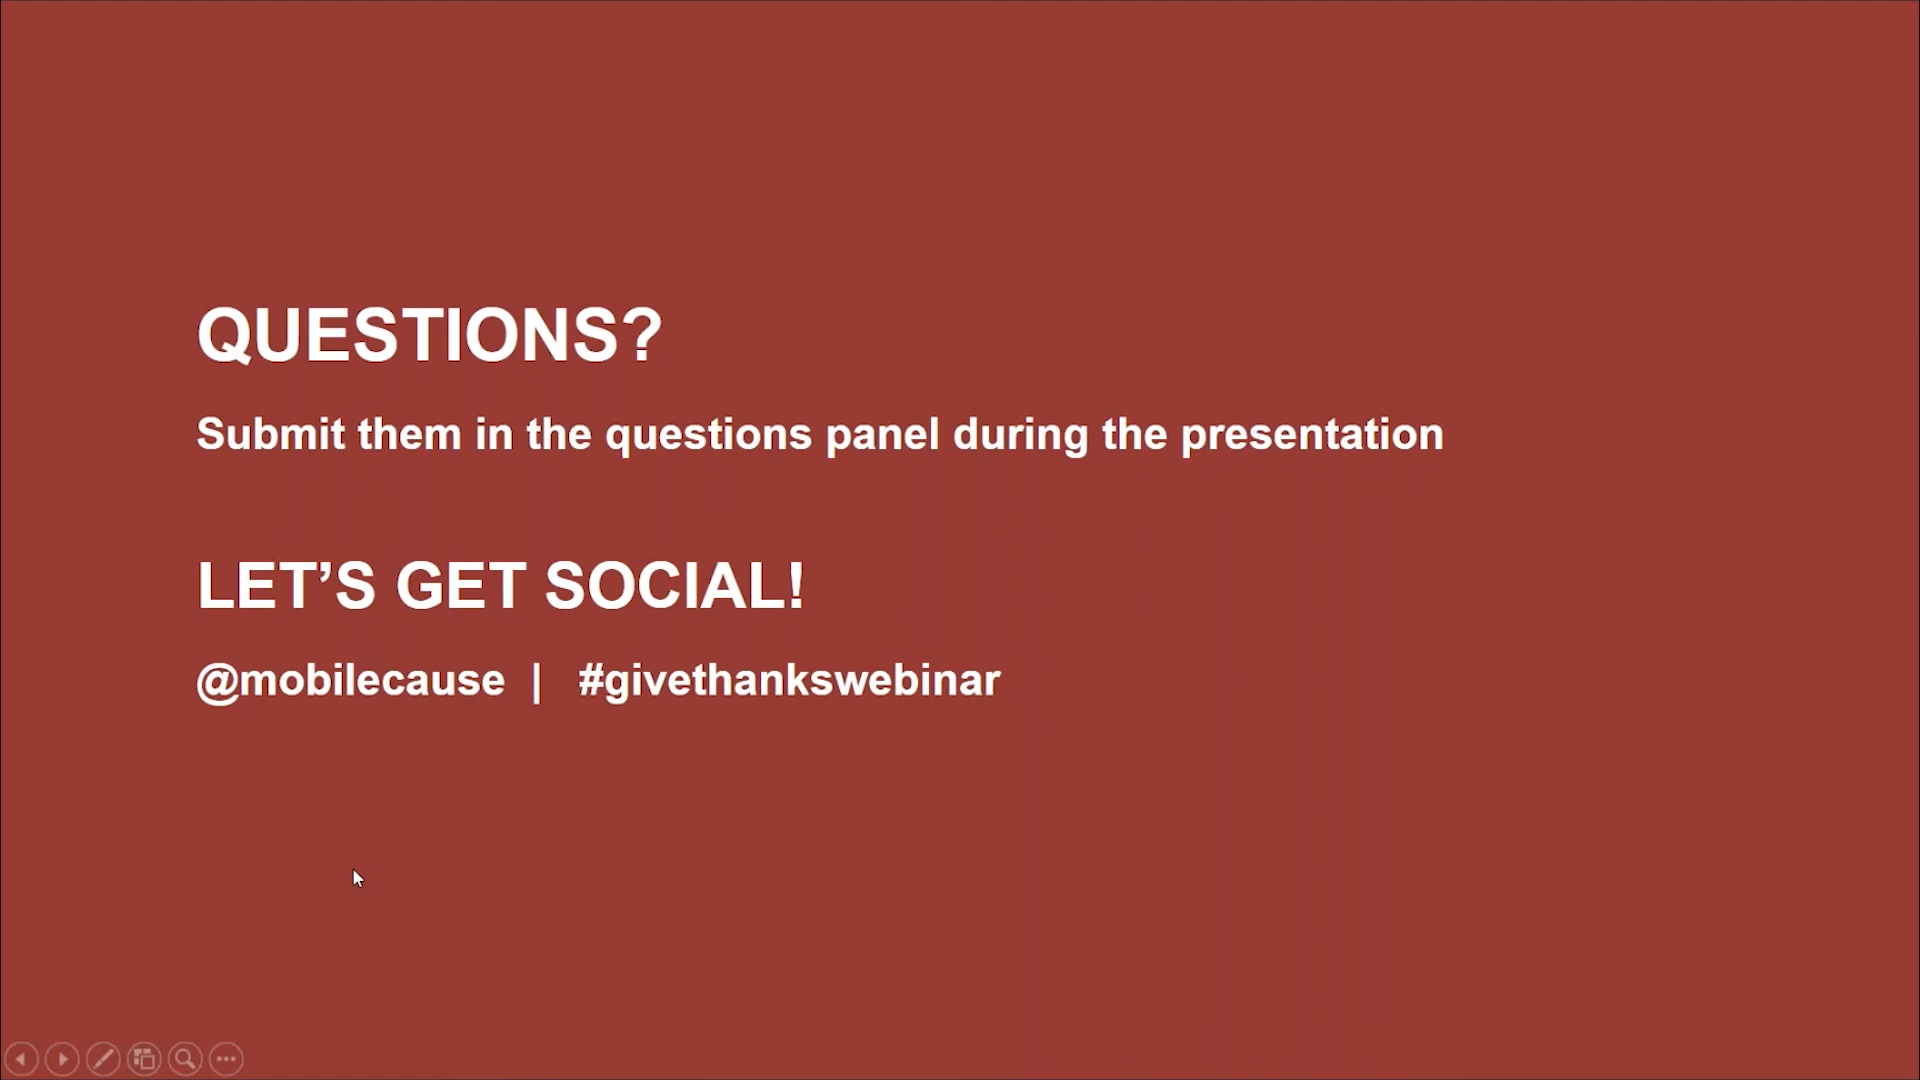 QUESTIONS?
Submit them in the questions panel during the presentation
LET’S GET SOCIAL!
@mobilecause | #givethankswebinar